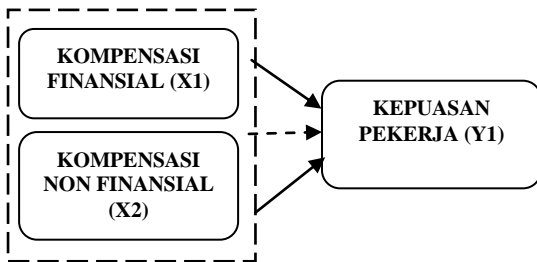 KOMPENSASI
FINANSIAL (X1)
KOMPENSASI
NON FINANSIAL
(X2)
KEPUASAN
PEKERJA (Y1)